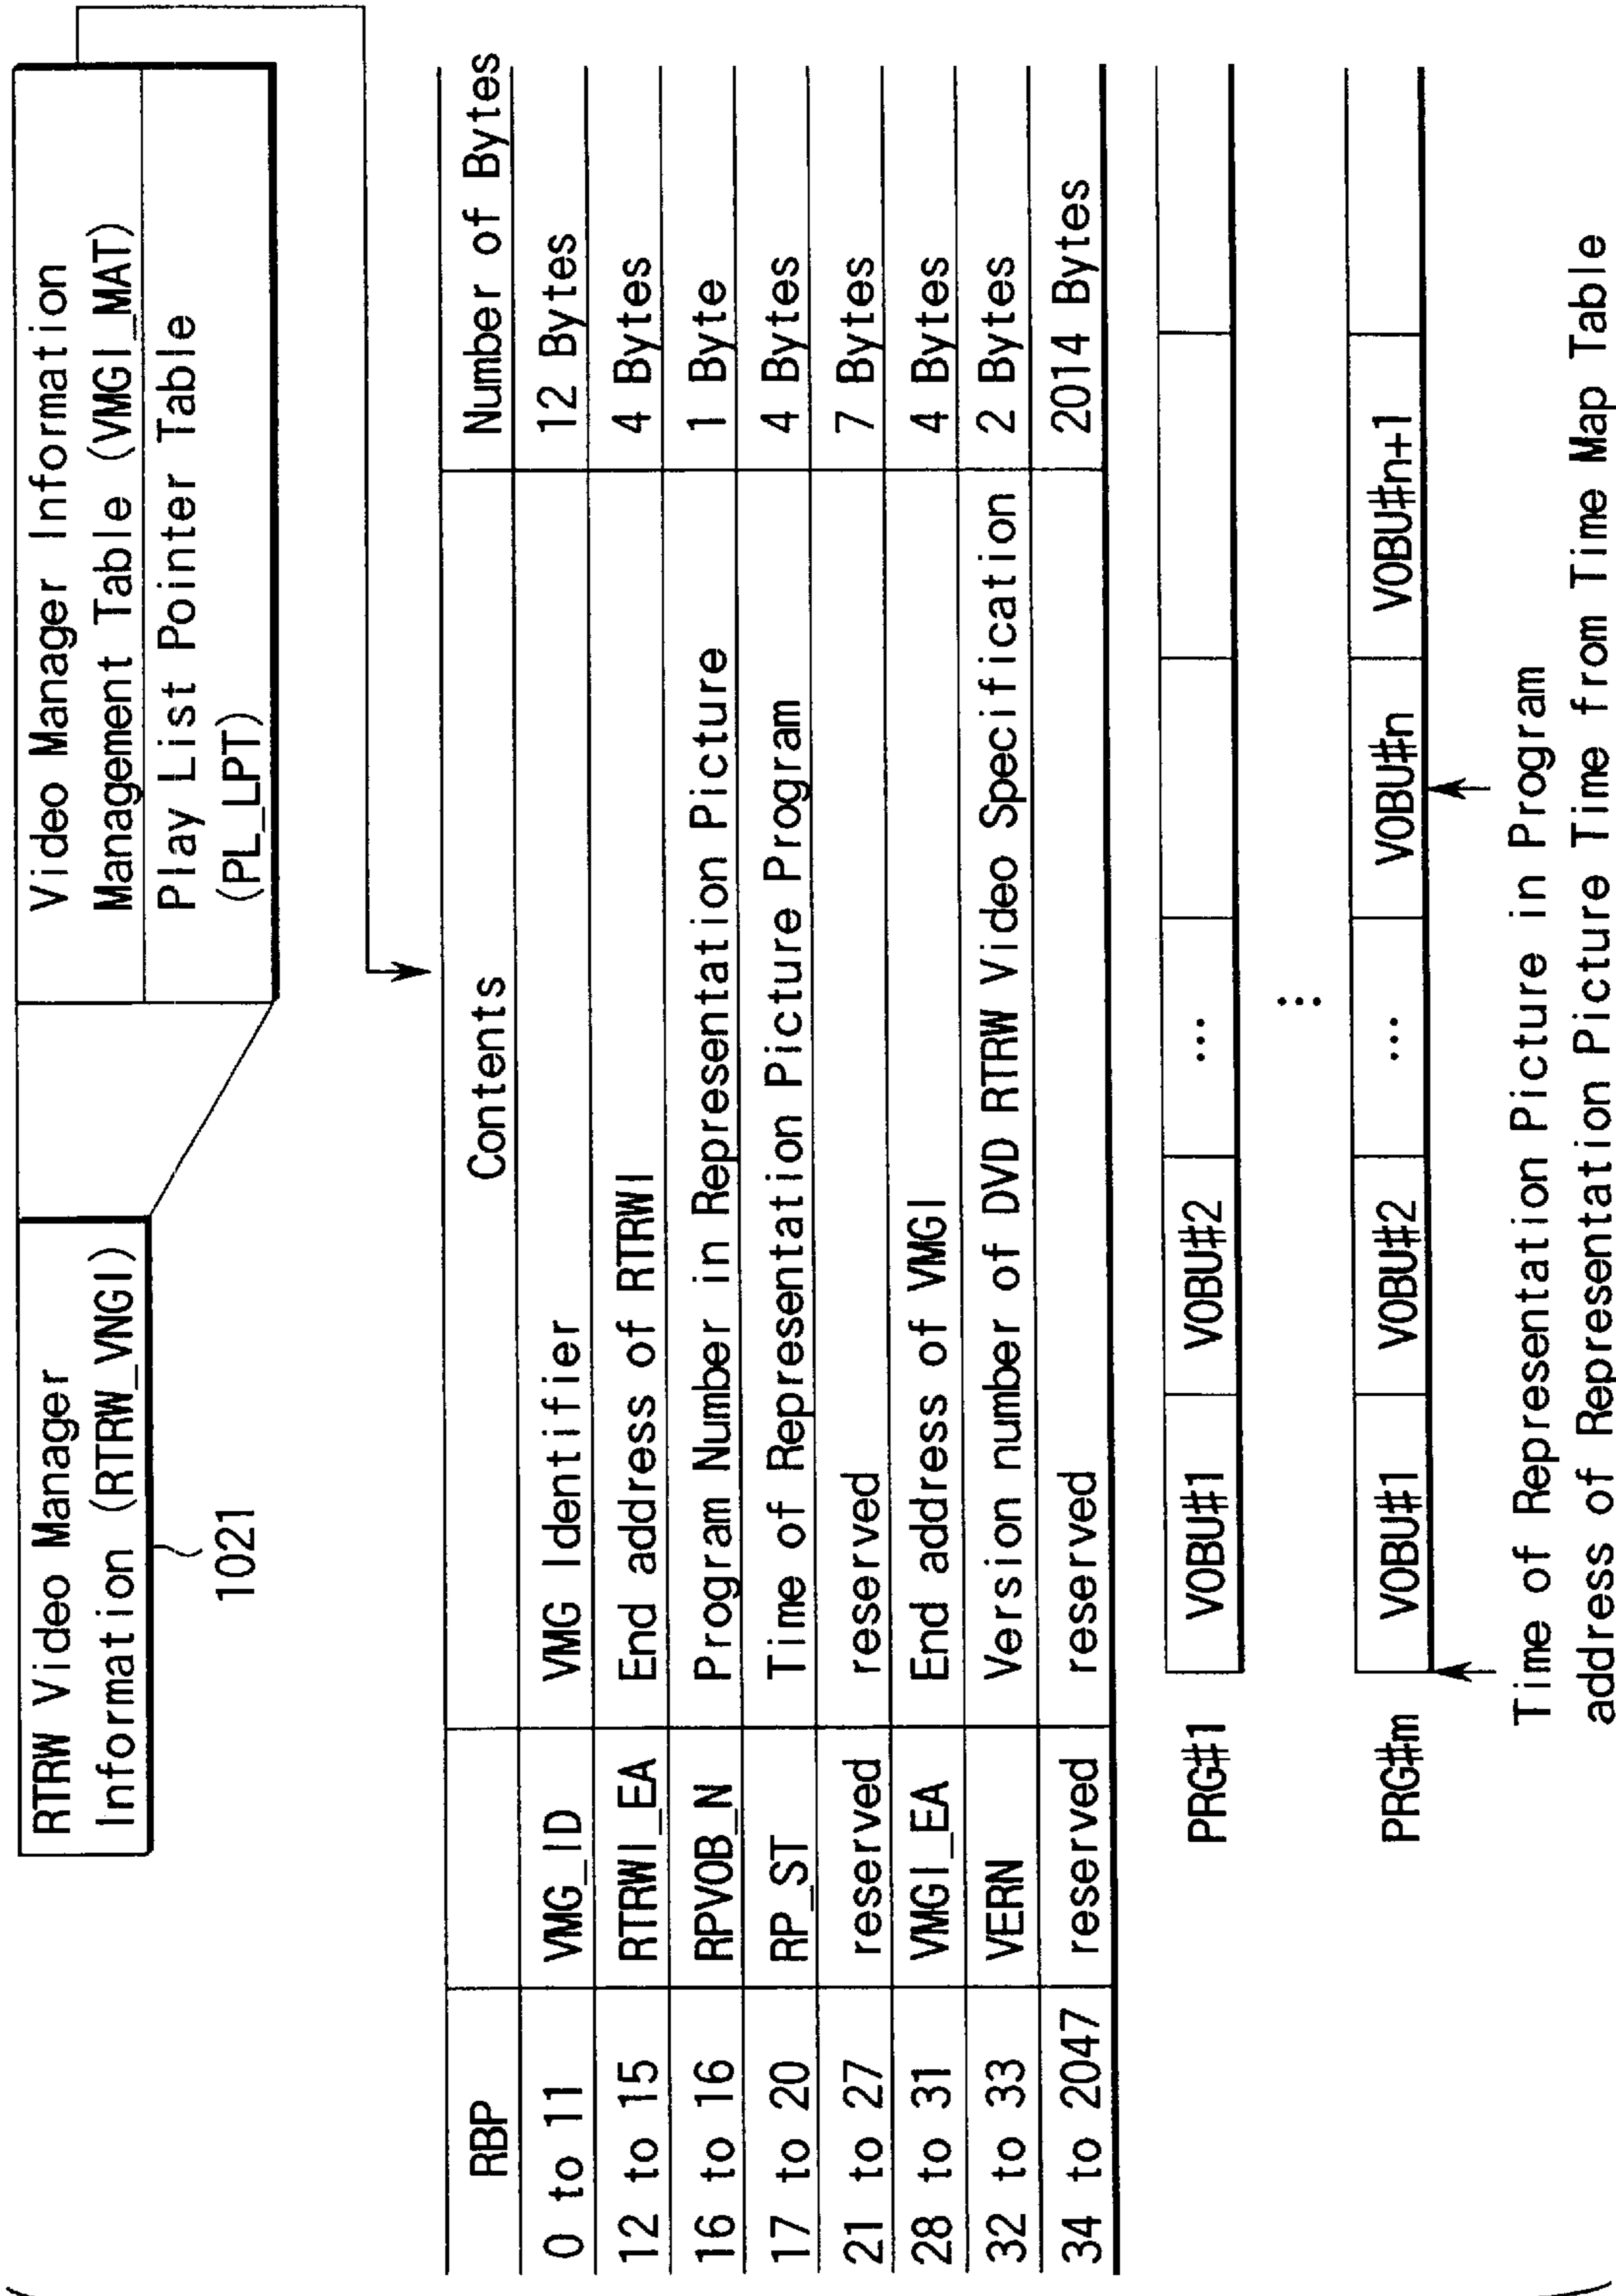 RTRW Video Manager
Information (RTRW_VNGI)
1021
Video Manager Information
Management Table (VMGI_MAT)
Play List Pointer Table
(PL_LPT)
RBP Contents Number of Bytes
0 to 11 VMG_ID VMG Identifier 12 Bytes
12 to 15 RTRWI_EA End address of RTRWI 4 Bytes
16 to 16 RPVOB_N Program Number in Representation Picture 1 Byte
17 to 20 RP_ST Time of Representation Picture Program 4 Bytes
21 to 27 reserved reserved 7 Bytes
28 to 31 VMGI_EA End address of VMGI 4 Bytes
32 to 33 VERN Version number of DVD RTRW Video Specification 2 Bytes
34 to 2047 reserved reserved 2014 Bytes
PRG#1 VOBU#1 VOBU#2 ...
...
PRG#m VOBU#1 VOBU#2 ... VOBU#n VOBU#n+1
Time of Representation Picture in Program
address of Representation Picture Time from Time Map Table